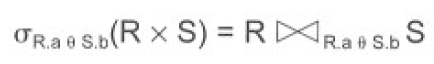 σR.a θ S.b(R × S) = R ⋈R.a θ S.b S